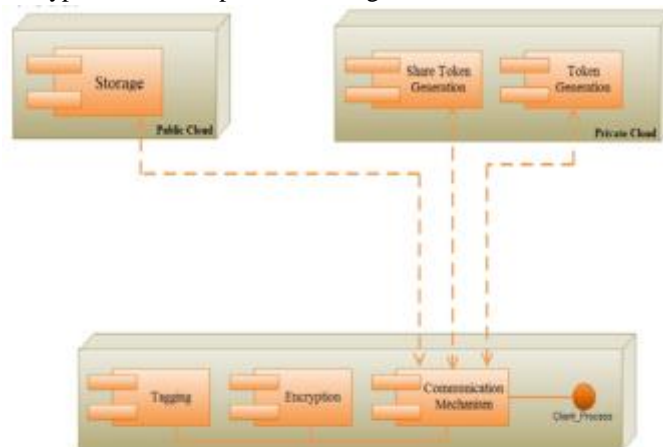 Storage
Public Cloud
Share Token
Generation
Token
Generation
Private Cloud
Tagging
Encryption
Communication
Mechanism
Client_Process